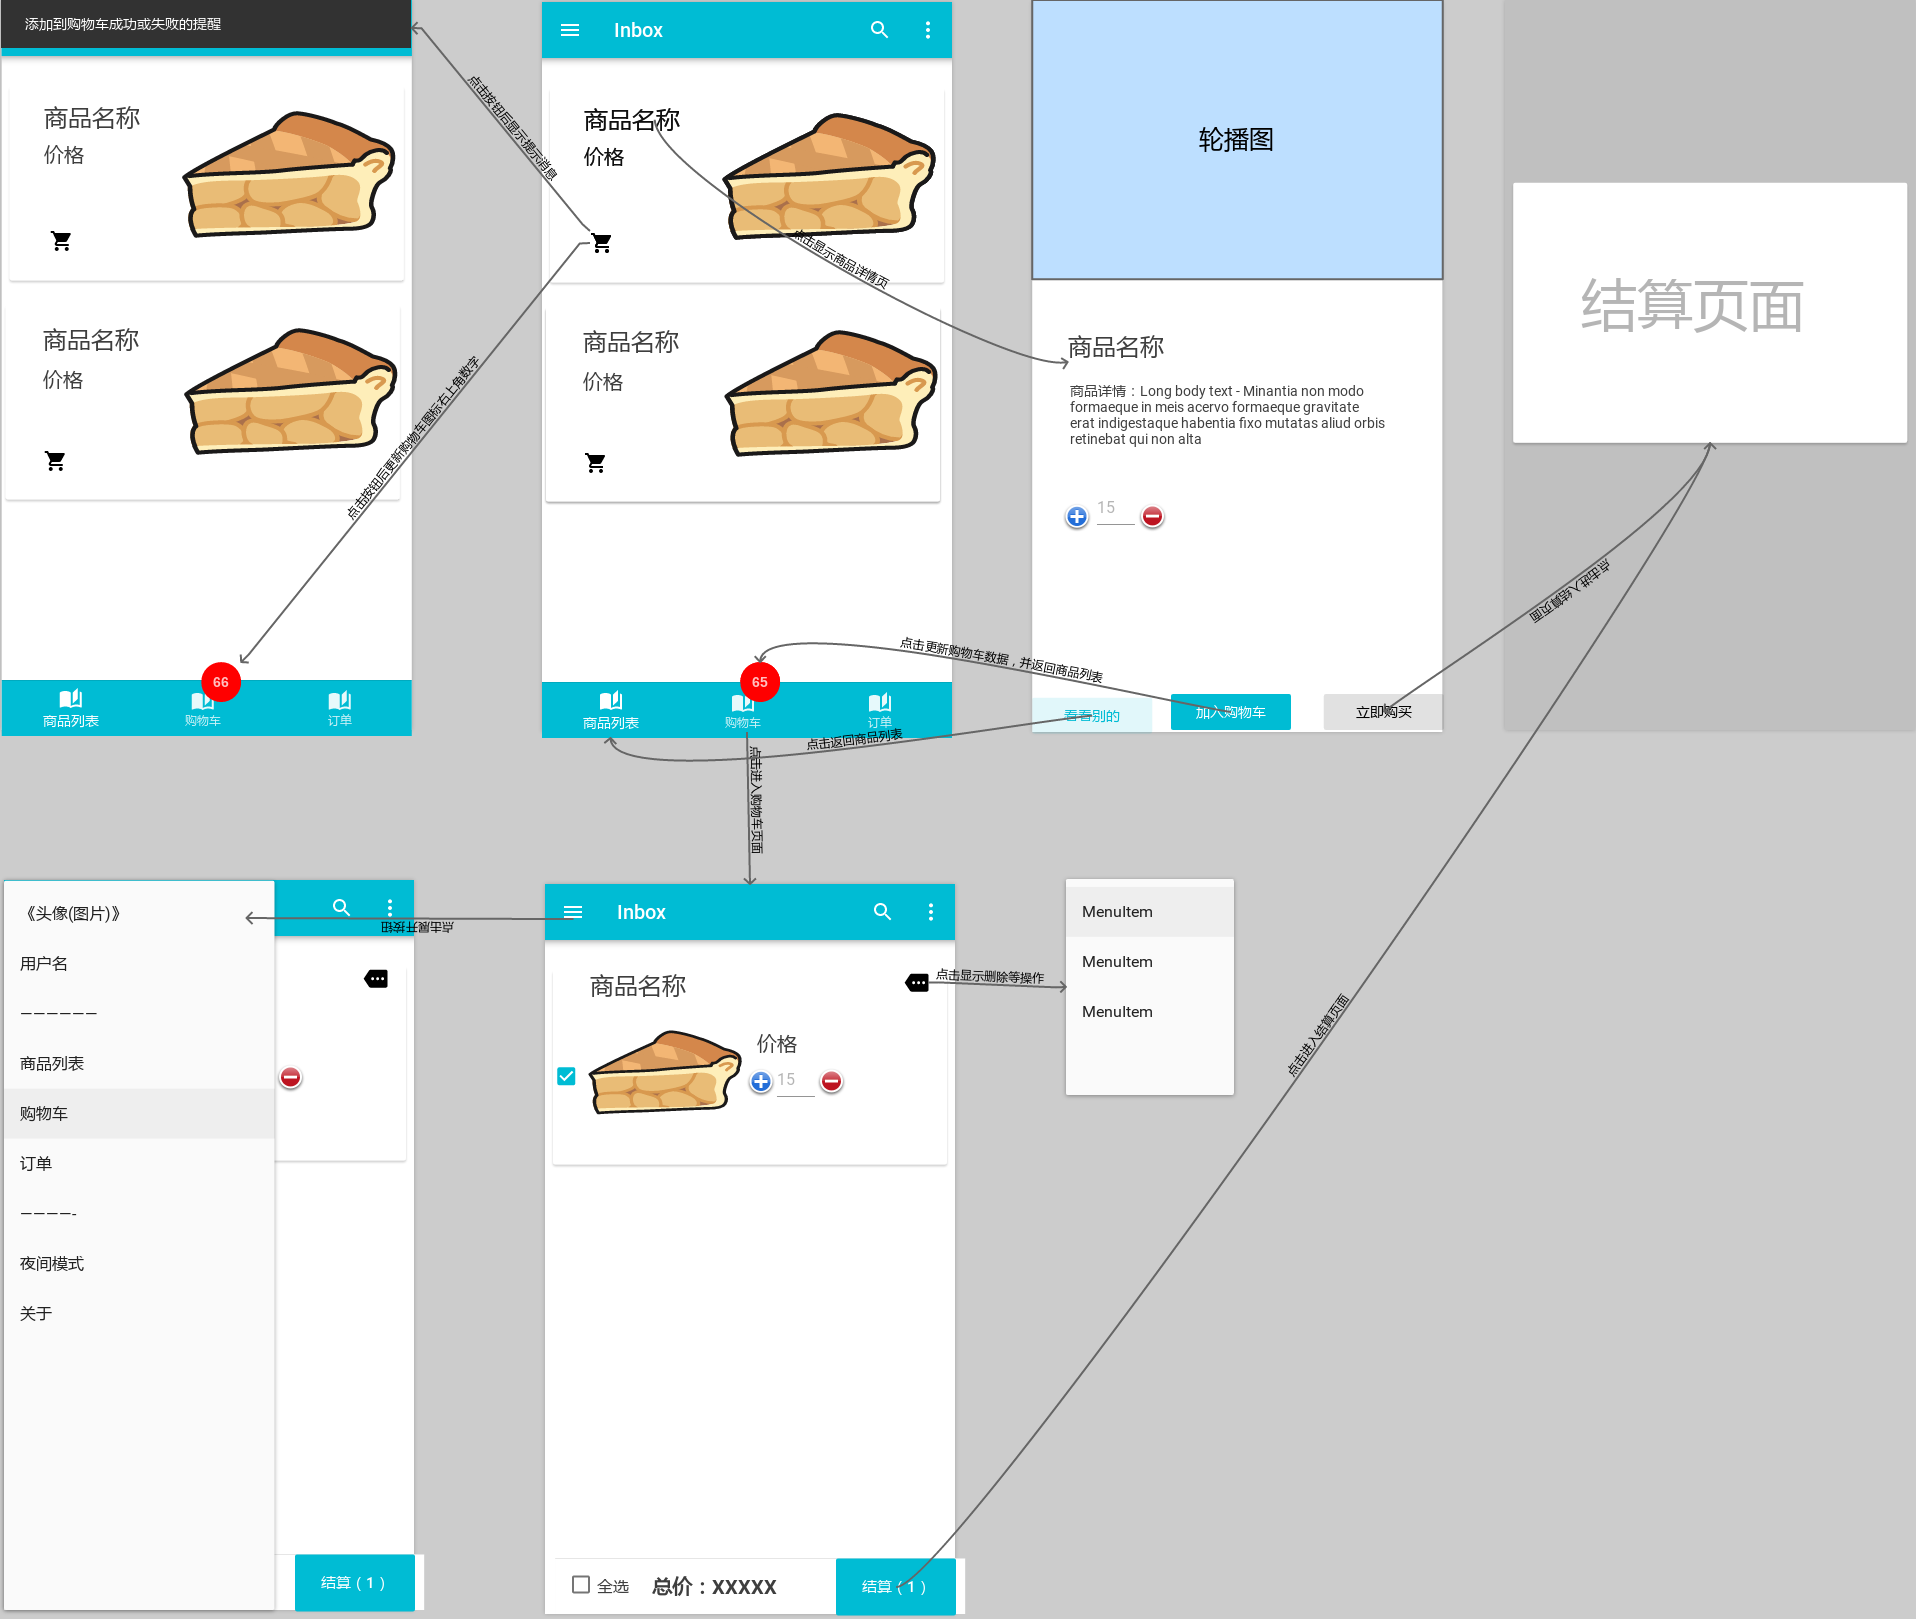 添加到购物车成功或失败的提醒
商品名称
价格
商品名称
价格
66
商品列表
购物车
订单
点击按钮后显示提示消息
点击按钮后更新购物车图标右上角数字
Inbox
商品名称
价格
商品名称
价格
65
商品列表
购物车
订单
点击显示商品详情页
点击更新购物车数据，并返回商品列表
点击返回商品列表
点击进入购物车页面
轮播图
商品名称
商品详情：Long body text - Minantia non modo
formaeque in meis acervo formaeque gravitate
erat indigestaque habentia fixo mutatas aliud orbis
retinebat qui non alta
15
看看别的
加入购物车
立即购买
点击进入结算页面
结算页面
《头像(图片)》
用户名
——————
商品列表
购物车
订单
————-
夜间模式
关于
结算（1）
点击展开按钮
Inbox
商品名称
价格
15
全选
总价：XXXXX
结算（1）
点击显示删除等操作
MenuItem
MenuItem
MenuItem
点击进入结算页面